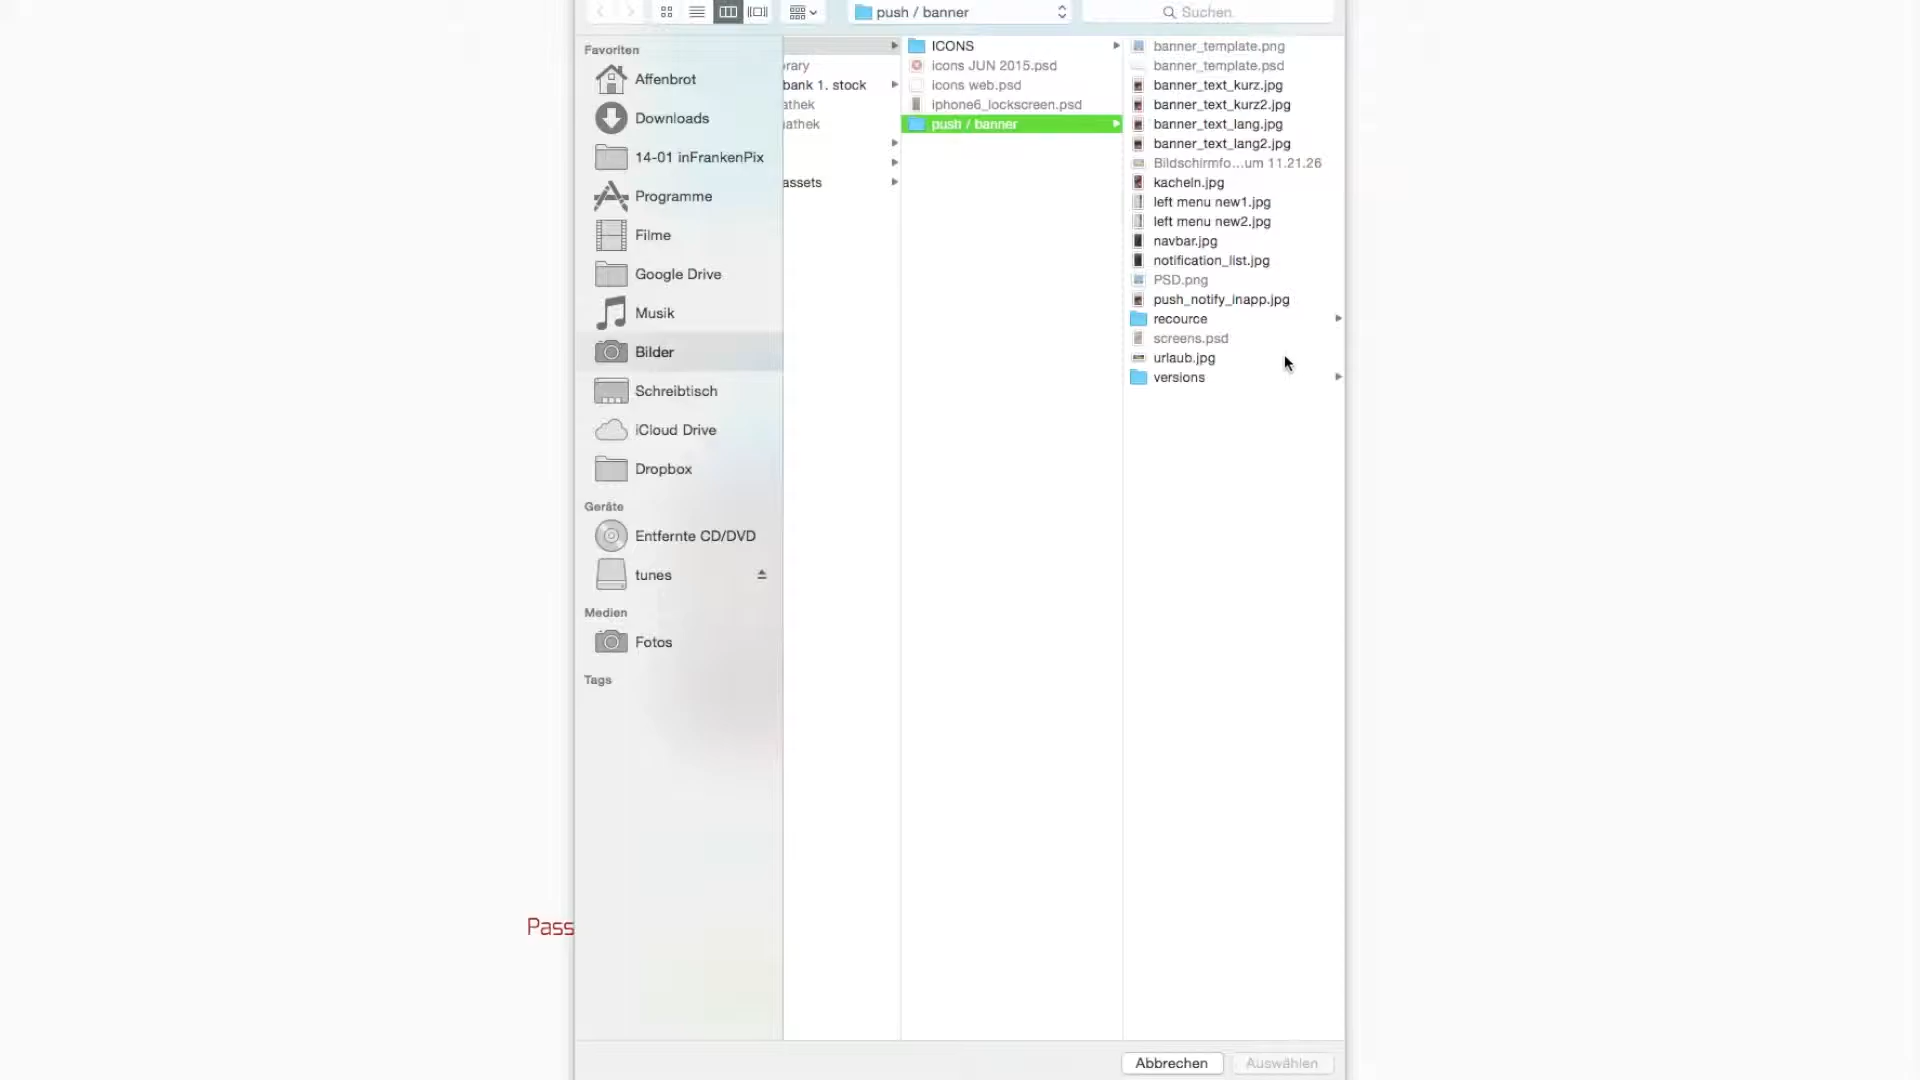 push / banner
Suchen
Favoriten
Affenbrot
Downloads
14-01 inFrankenPix
Programme
Filme
Google Drive
Musik
Bilder
Schreibtisch
iCloud Drive
Dropbox
Geräte
Entfernte CD/DVD
tunes
Medien
Fotos
Tags
rary
bank 1. stock
athek
iathek
assets
ICONS
icons JUN 2015.psd
icons web.psd
iphone6_lockscreen.psd
push / banner
banner_template.png
banner_template.psd
banner_text_kurz.jpg
banner_text_kurz2.jpg
banner_text_lang.jpg
banner_text_lang2.jpg
Bildschirmfo...um 11.21.26
kacheln.jpg
left menu new1.jpg
left menu new2.jpg
navbar.jpg
notification_list.jpg
PSD.png
push_notify_inapp.jpg
recource
screens.psd
urlaub.jpg
versions
Pass
Abbrechen
Auswählen